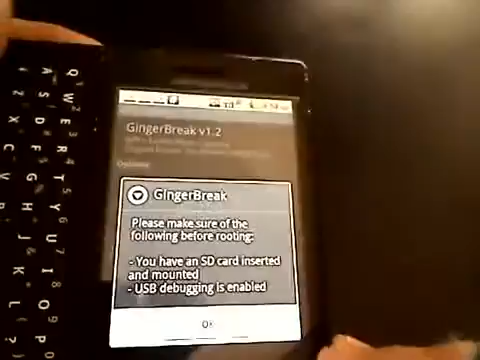 GingerBreak v1.2
GingerBreak
Please make sure of the
following before rooting:
- You have an SD card inserted
and mounted
- USB debugging is enabled
OK
Q W E R T Y U I O P
A S D F G H J K L
Z X C V